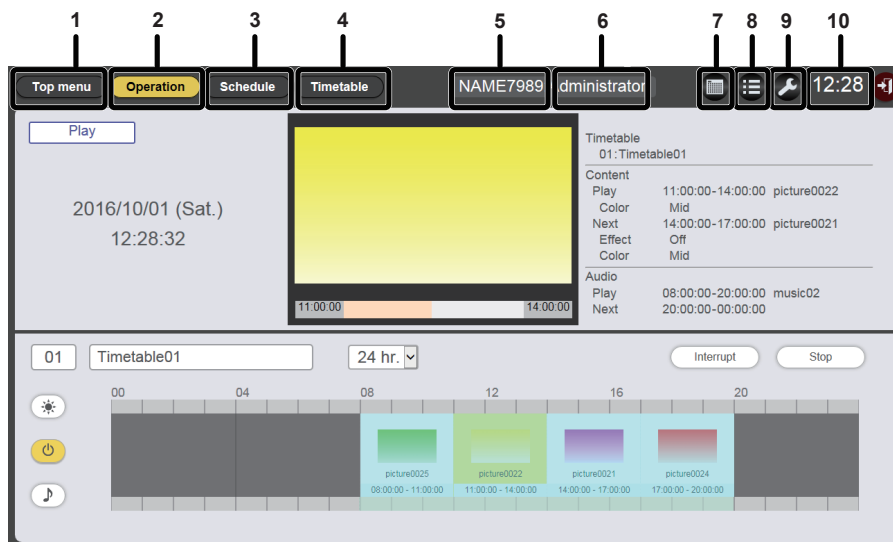 1 2 3 4 5 6 7 8 9 10
Top menu Operation Schedule Timetable NAME7989 dministrator 12:28
Play
2016/10/01 (Sat.)
12:28:32
11:00:00 14:00:00
Timetable
01:Timetable01
Content
Play 11:00:00-14:00:00 picture0022
Color Mid
Next 14:00:00-17:00:00 picture0021
Effect Off
Color Mid
Audio
Play 08:00:00-20:00:00 music02
Next 20:00:00-00:00:00
01 Timetable01 24 hr. Interrupt Stop
00 04 08 12 16 20
picture0025 picture0022 picture0021 picture0024
08:00:00 - 11:00:00 11:00:00 - 14:00:00 14:00:00 - 17:00:00 17:00:00 - 20:00:00